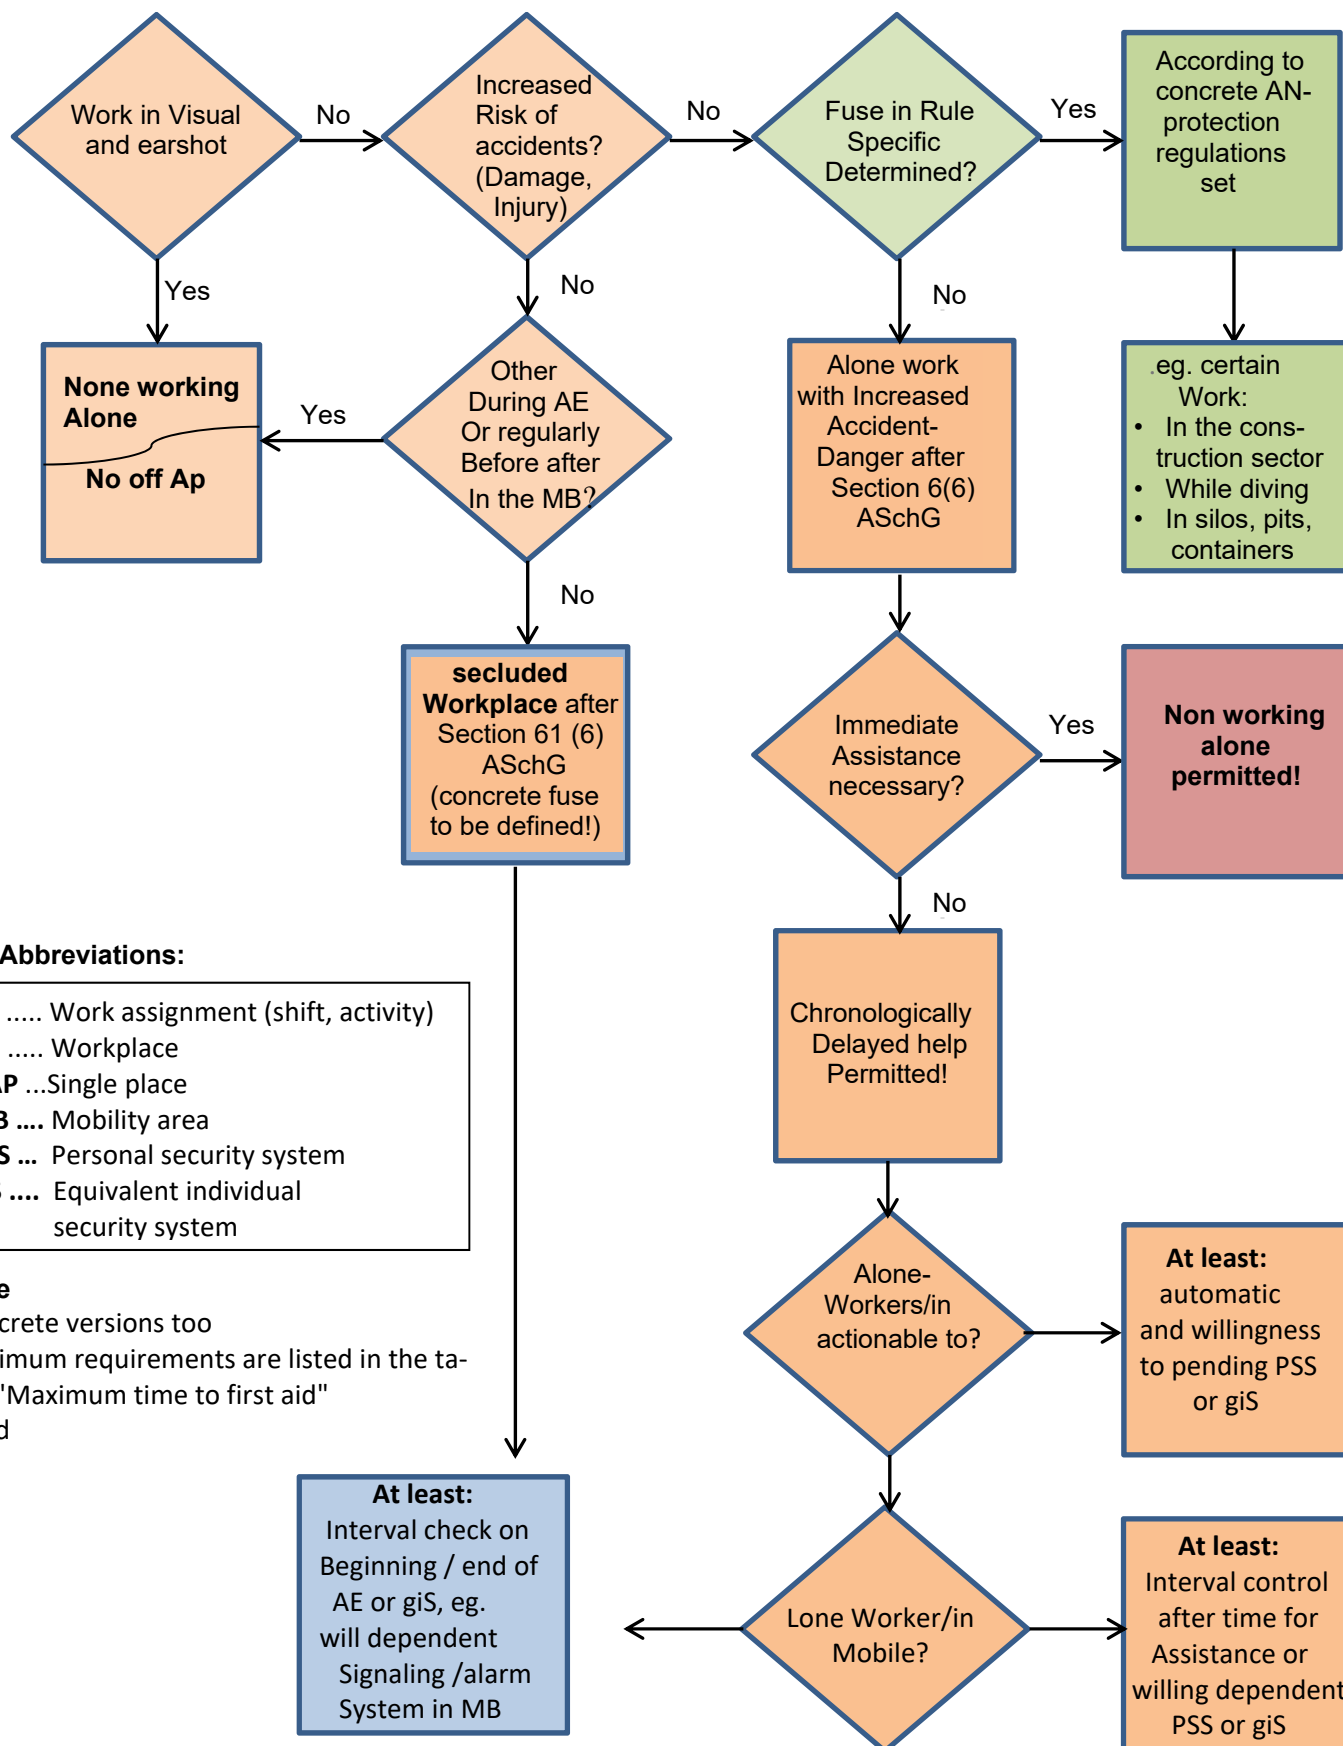 Work in Visual
and earshot
No
Increased
Risk of
accidents?
(Damage,
Injury)
No
Fuse in Rule
Specific
Determined?
Yes
According to
concrete AN-
protection
regulations
set
Yes
No
No
None working
Alone
No off Ap
Yes
Other
During AE
Or regularly
Before after
In the MB?
Alone work
with Increased
Accident-
Danger after
Section 6(6)
ASchG
.eg. certain
Work:
• In the cons-
truction sector
• While diving
• In silos, pits,
containers
No
secluded
Workplace after
Section 61 (6)
ASchG
(concrete fuse
to be defined!)
Immediate
Assistance
necessary?
Yes
Non working
alone
permitted!
No
Abbreviations:
..... Work assignment (shift, activity)
..... Workplace
AP ...Single place
B .... Mobility area
S ... Personal security system
.... Equivalent individual
security system
Chronologically
Delayed help
Permitted!
e
crete versions too
imum requirements are listed in the ta-
"Maximum time to first aid"
d
Alone-
Workers/in
actionable to?
At least:
automatic
and willingness
to pending PSS
or giS
At least:
Interval check on
Beginning / end of
AE or giS, eg.
will dependent
Signaling /alarm
System in MB
Lone Worker/in
Mobile?
At least:
Interval control
after time for
Assistance or
willing dependent
PSS or giS